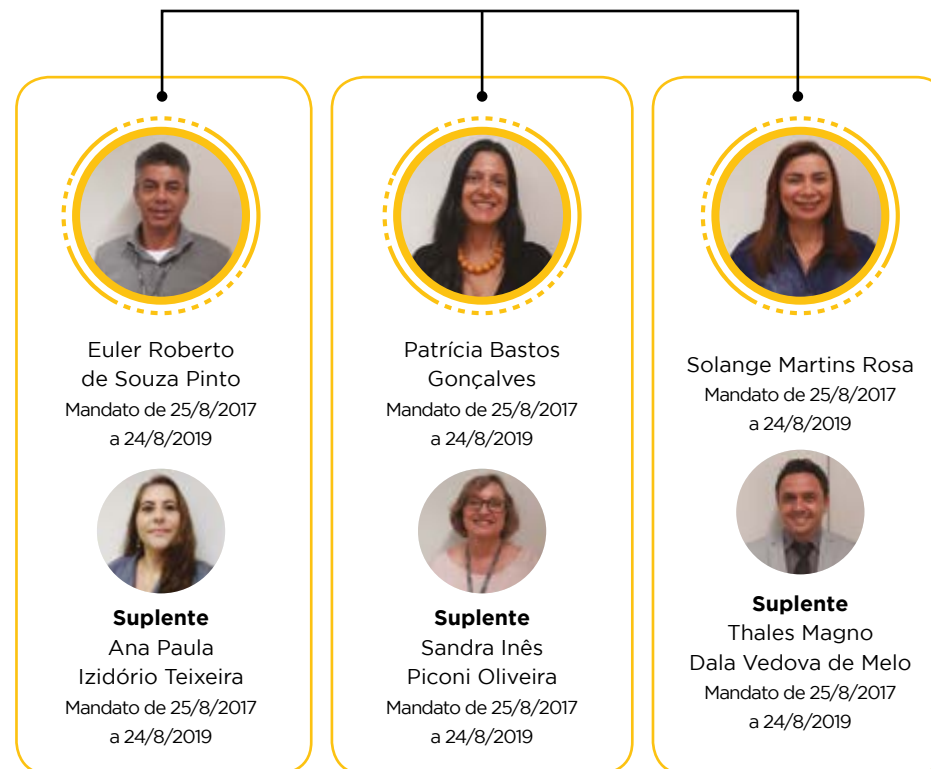 Euler Roberto
de Souza Pinto
Mandato de 25/8/2017
a 24/8/2019
Suplente
Ana Paula
Izidório Teixeira
Mandato de 25/8/2017
a 24/8/2019
Patrícia Bastos
Gonçalves
Mandato de 25/8/2017
a 24/8/2019
Suplente
Sandra Inês
Piconi Oliveira
Mandato de 25/8/2017
a 24/8/2019
Solange Martins Rosa
Mandato de 25/8/2017
a 24/8/2019
Suplente
Thales Magno
Dala Vedova de Melo
Mandato de 25/8/2017
a 24/8/2019